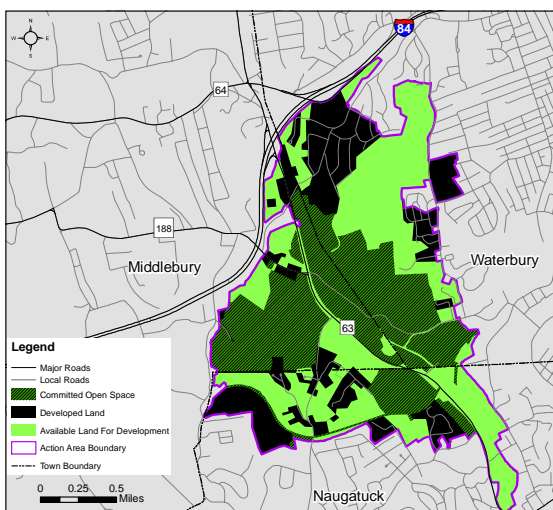 N
W E
S
84
64
188
Middlebury
Waterbury
63
Legend
Major Roads
Local Roads
Committed Open Space
Developed Land
Available Land For Development
Action Area Boundary
Town Boundary
0 0.25 0.5
Miles
Naugatuck